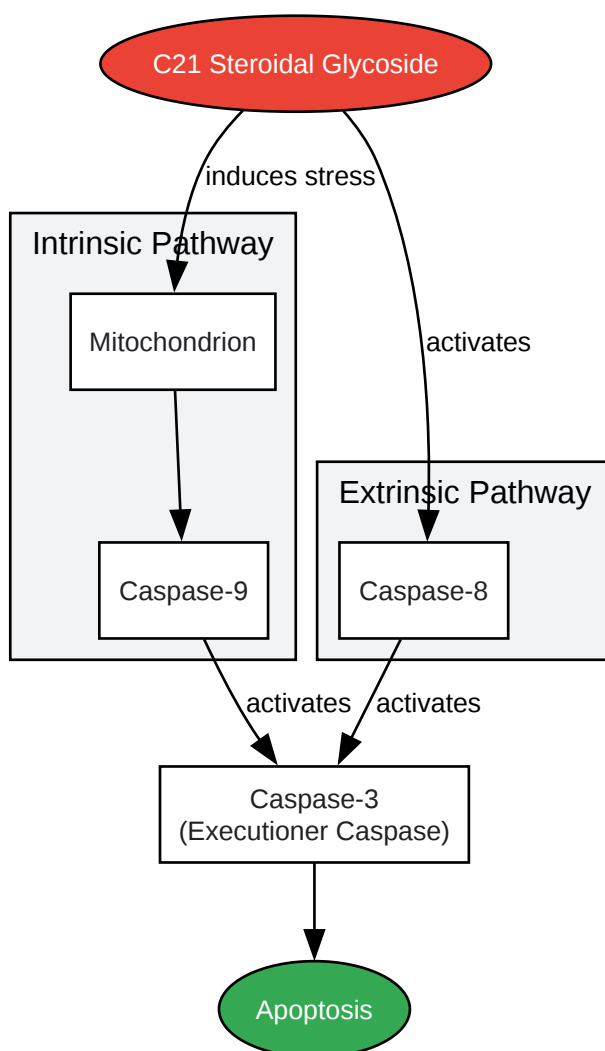 C21 Steroidal Glycoside
induces stress
Intrinsic Pathway
Mitochondrion
activates
Extrinsic Pathway
Caspase-9
Caspase-8
activates
activates
Caspase-3
(Executioner Caspase)
Apoptosis